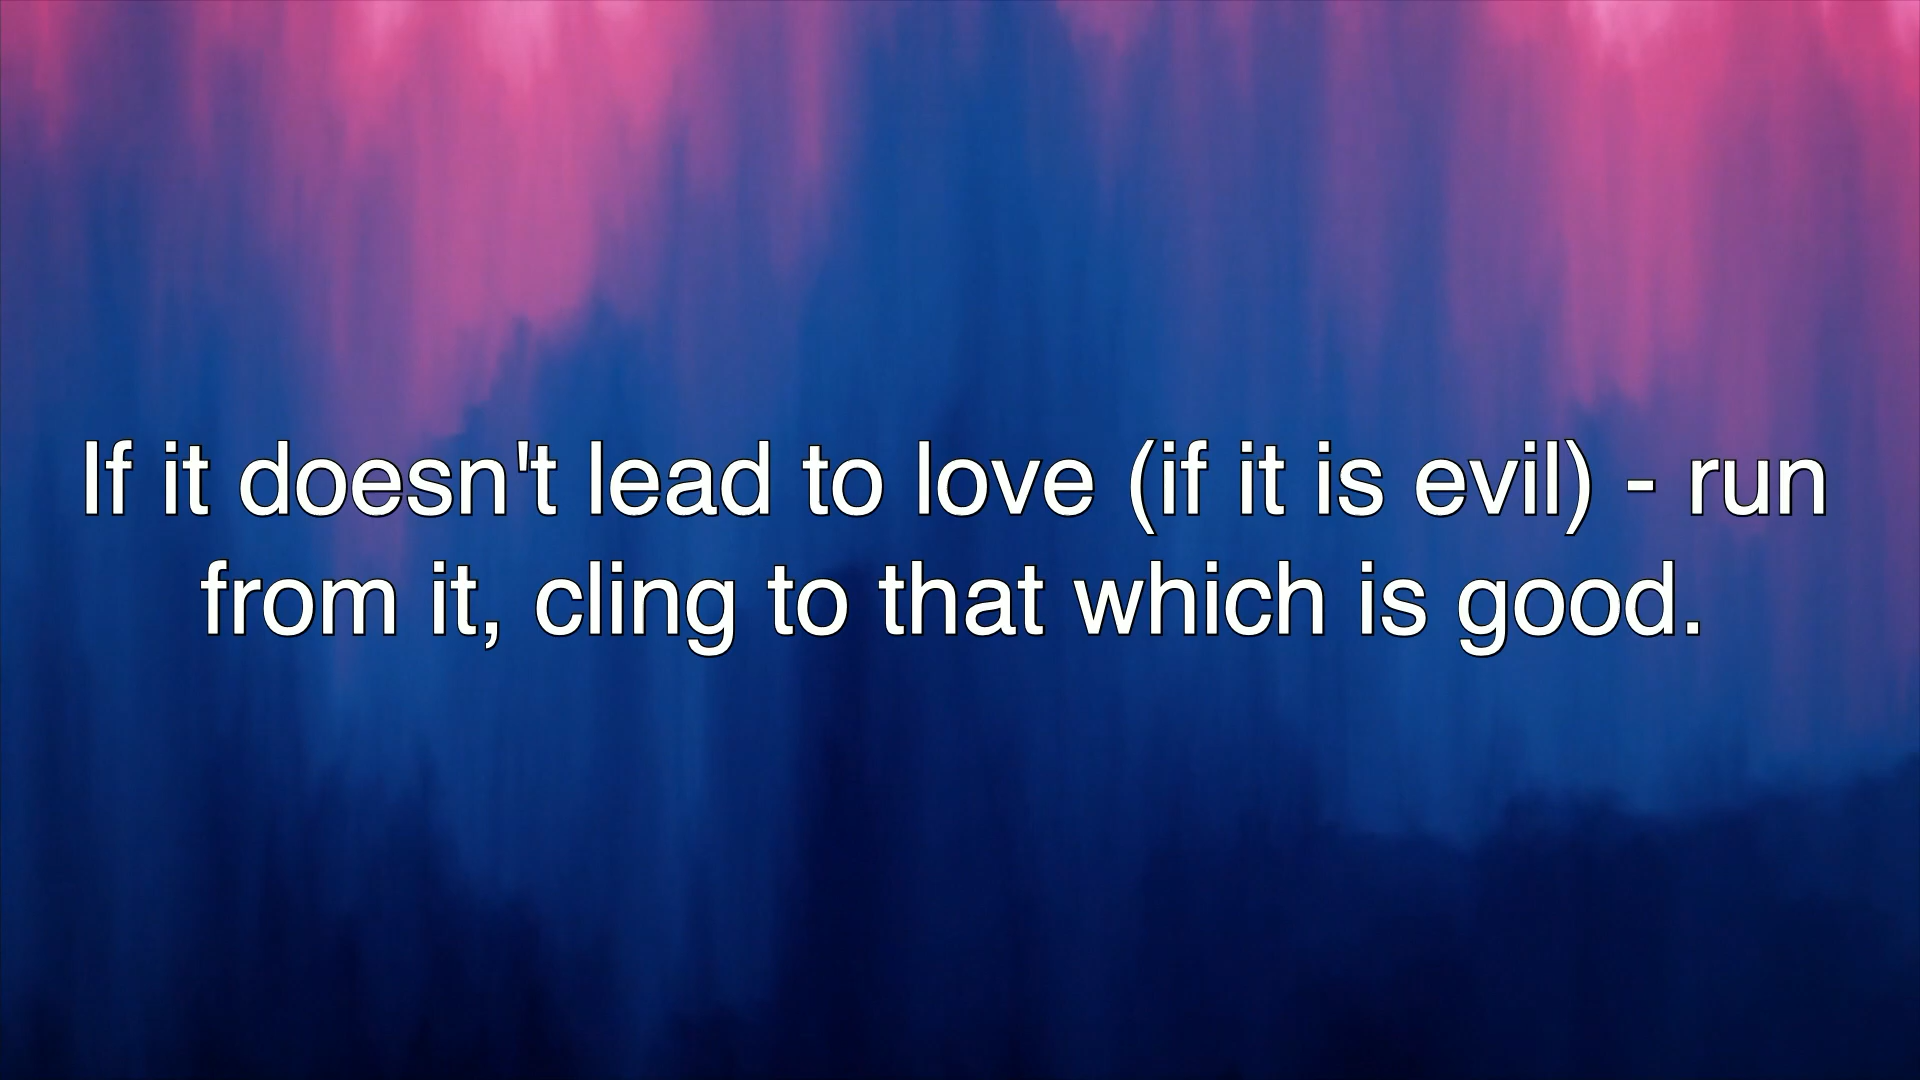 If it doesn't lead to love (if it is evil) - run
from it, cling to that which is good.